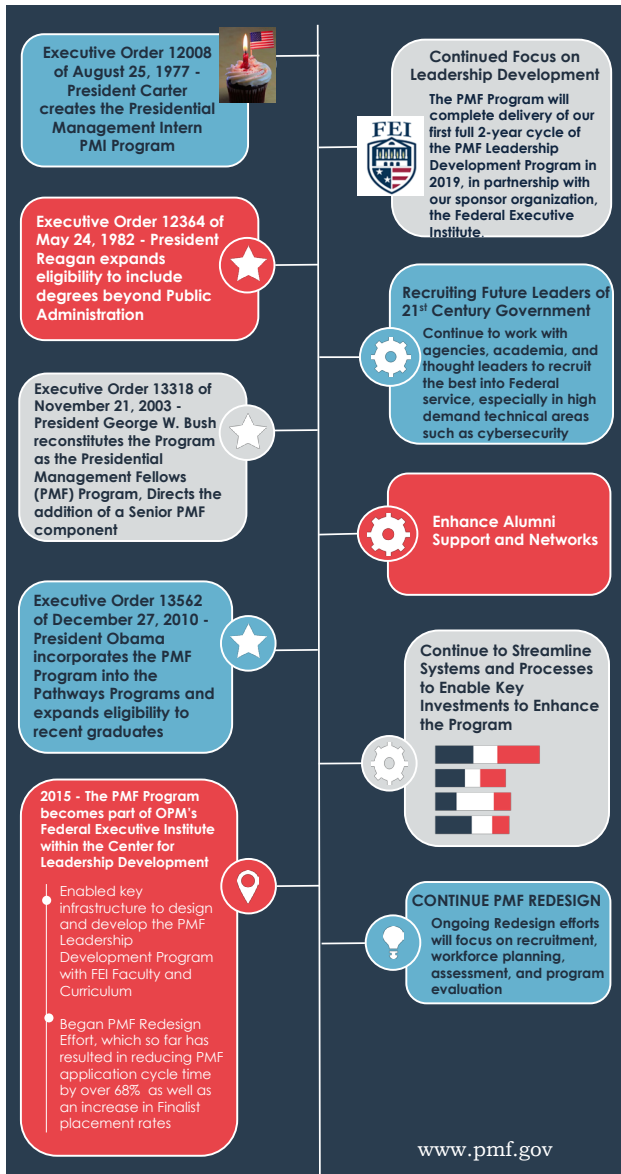 Executive Order 12008
of August 25, 1977 -
President Carter
creates the Presidential
Management Intern
PMI Program
Executive Order 12364 of
May 24, 1982 - President
Reagan expands
eligibility to include
degrees beyond Public
Administration
Executive Order 13318 of
November 21, 2003 -
President George W. Bush
reconstitutes the Program
as the Presidential
Management Fellows
(PMF) Program, Directs the
addition of a Senior PMF
component
Executive Order 13562
of December 27, 2010 -
President Obama
incorporates the PMF
Program into the
Pathways Programs and
expands eligibility to
recent graduates
2015 - The PMF Program
becomes part of OPM's
Federal Executive Institute
within the Center for
Leadership Development
Enabled key
infrastructure to design
and develop the PMF
Leadership
Development Program
with FEI Faculty and
Curriculum
Began PMF Redesign
Effort, which so far has
resulted in reducing PMF
application cycle time
by over 68% as well as
an increase in Finalist
placement rates
Continued Focus on
Leadership Development
FEI
The PMF Program will
complete delivery of our
first full 2-year cycle of
the PMF Leadership
Development Program in
2019, in partnership with
our sponsor organization,
the Federal Executive
Institute.
Recruiting Future Leaders of
21st Century Government
Continue to work with
agencies, academia, and
thought leaders to recruit
the best into Federal
service, especially in high
demand technical areas
such as cybersecurity
Enhance Alumni
Support and Networks
Continue to Streamline
Systems and Processes
to Enable Key
Investments to Enhance
the Program
CONTINUE PMF REDESIGN
Ongoing Redesign efforts
will focus on recruitment,
workforce planning,
assessment, and program
evaluation
www.pmf.gov